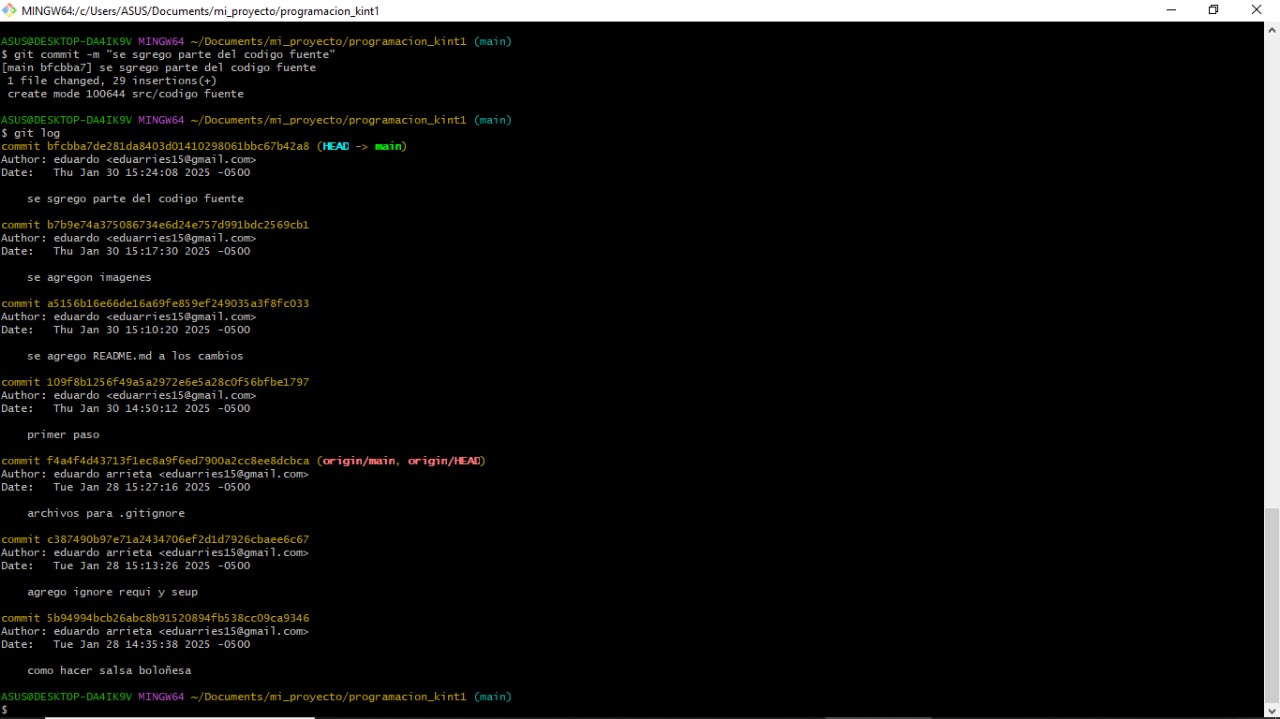 MINGW64:/c/Users/ASUS/Documents/mi_proyecto/programacion_kint1
ASUS@DESKTOP-DA4IK9V MINGW64 ~/Documents/mi_proyecto/programacion_kint1 (main)
$ git commit -m "se sgrego parte del codigo fuente"
[main bfcbba7] se sgrego parte del codigo fuente
1 file changed, 29 insertions(+)
create mode 100644 src/codigo fuente
ASUS@DESKTOP-DA4IK9V MINGW64 ~/Documents/mi_proyecto/programacion_kint1 (main)
$ git log
commit bfcbba7de281da8403d01410298061bbc67b42a8 (HEAD -> main)
Author: eduardo <eduarries15@gmail.com>
Date:   Thu Jan 30 15:24:08 2025 -0500
se sgrego parte del codigo fuente
commit b7b9e74a375086734e6d24e757d991bdc2569cb1
Author: eduardo <eduarries15@gmail.com>
Date:   Thu Jan 30 15:17:30 2025 -0500
se agregon imagenes
commit a5156b16e66de16a69fe859ef249035a3f8fc033
Author: eduardo <eduarries15@gmail.com>
Date:   Thu Jan 30 15:10:20 2025 -0500
se agrego README.md a los cambios
commit 109f8b1256f49a5a2972e6e5a28c0f56bfbe1797
Author: eduardo <eduarries15@gmail.com>
Date:   Thu Jan 30 14:50:12 2025 -0500
primer paso
commit f4a4f4d43713f1ec8a9f6ed7900a2cc8ee8dcbca (origin/main, origin/HEAD)
Author: eduardo arrieta <eduarries15@gmail.com>
Date:   Tue Jan 28 15:27:16 2025 -0500
archivos para .gitignore
commit c387490b97e71a2434706ef2d1d7926cbaee6c67
Author: eduardo arrieta <eduarries15@gmail.com>
Date:   Tue Jan 28 15:13:26 2025 -0500
agrego ignore requi y seup
commit 5b94994bcb26abc8b91520894fb538cc09ca9346
Author: eduardo arrieta <eduarries15@gmail.com>
Date:   Tue Jan 28 14:35:38 2025 -0500
como hacer salsa boloñesa
ASUS@DESKTOP-DA4IK9V MINGW64 ~/Documents/mi_proyecto/programacion_kint1 (main)
$